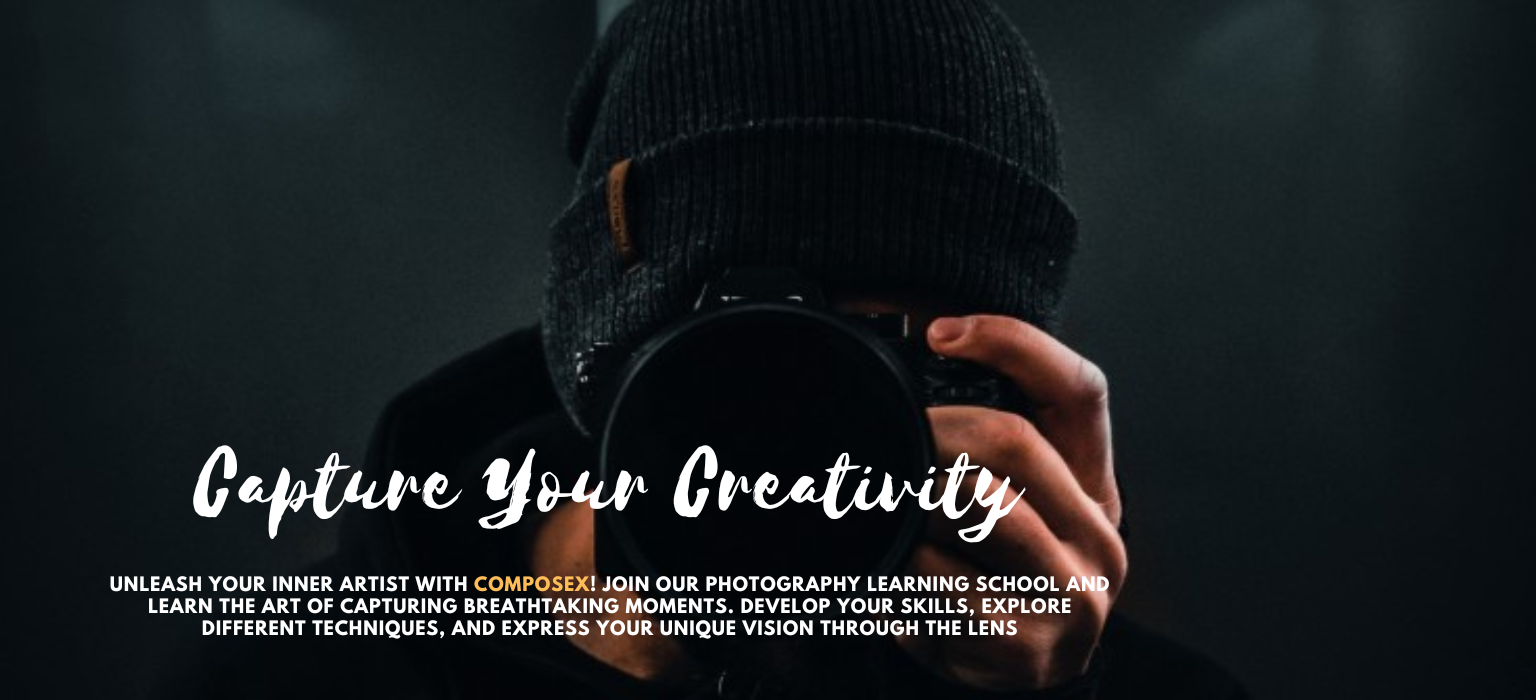 Capture Your Creativity
UNLEASH YOUR INNER ARTIST WITH COMPOSEX! JOIN OUR PHOTOGRAPHY LEARNING SCHOOL AND
LEARN THE ART OF CAPTURING BREATHTAKING MOMENTS. DEVELOP YOUR SKILLS, EXPLORE
DIFFERENT TECHNIQUES, AND EXPRESS YOUR UNIQUE VISION THROUGH THE LENS